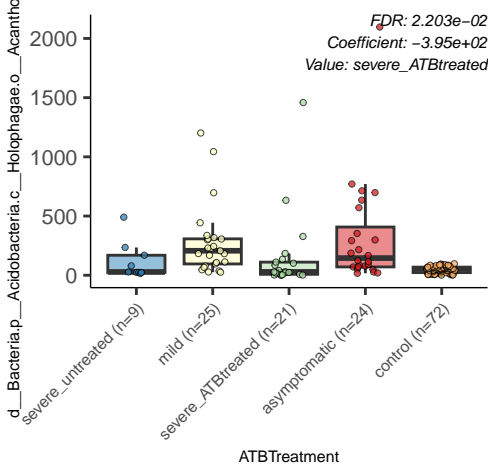 FDR: 2.203e−02
Coefficient: −3.95e+02
Value: severe_ATBtreated
d__Bacteria.p__Acidobacteria.c__Holophagae.o__Acantho
2000
1500
1000
500
0
severe_untreated (n=9)
mild (n=25)
severe_ATBtreated (n=21)
asymptomatic (n=24)
control (n=72)
ATBTreatment